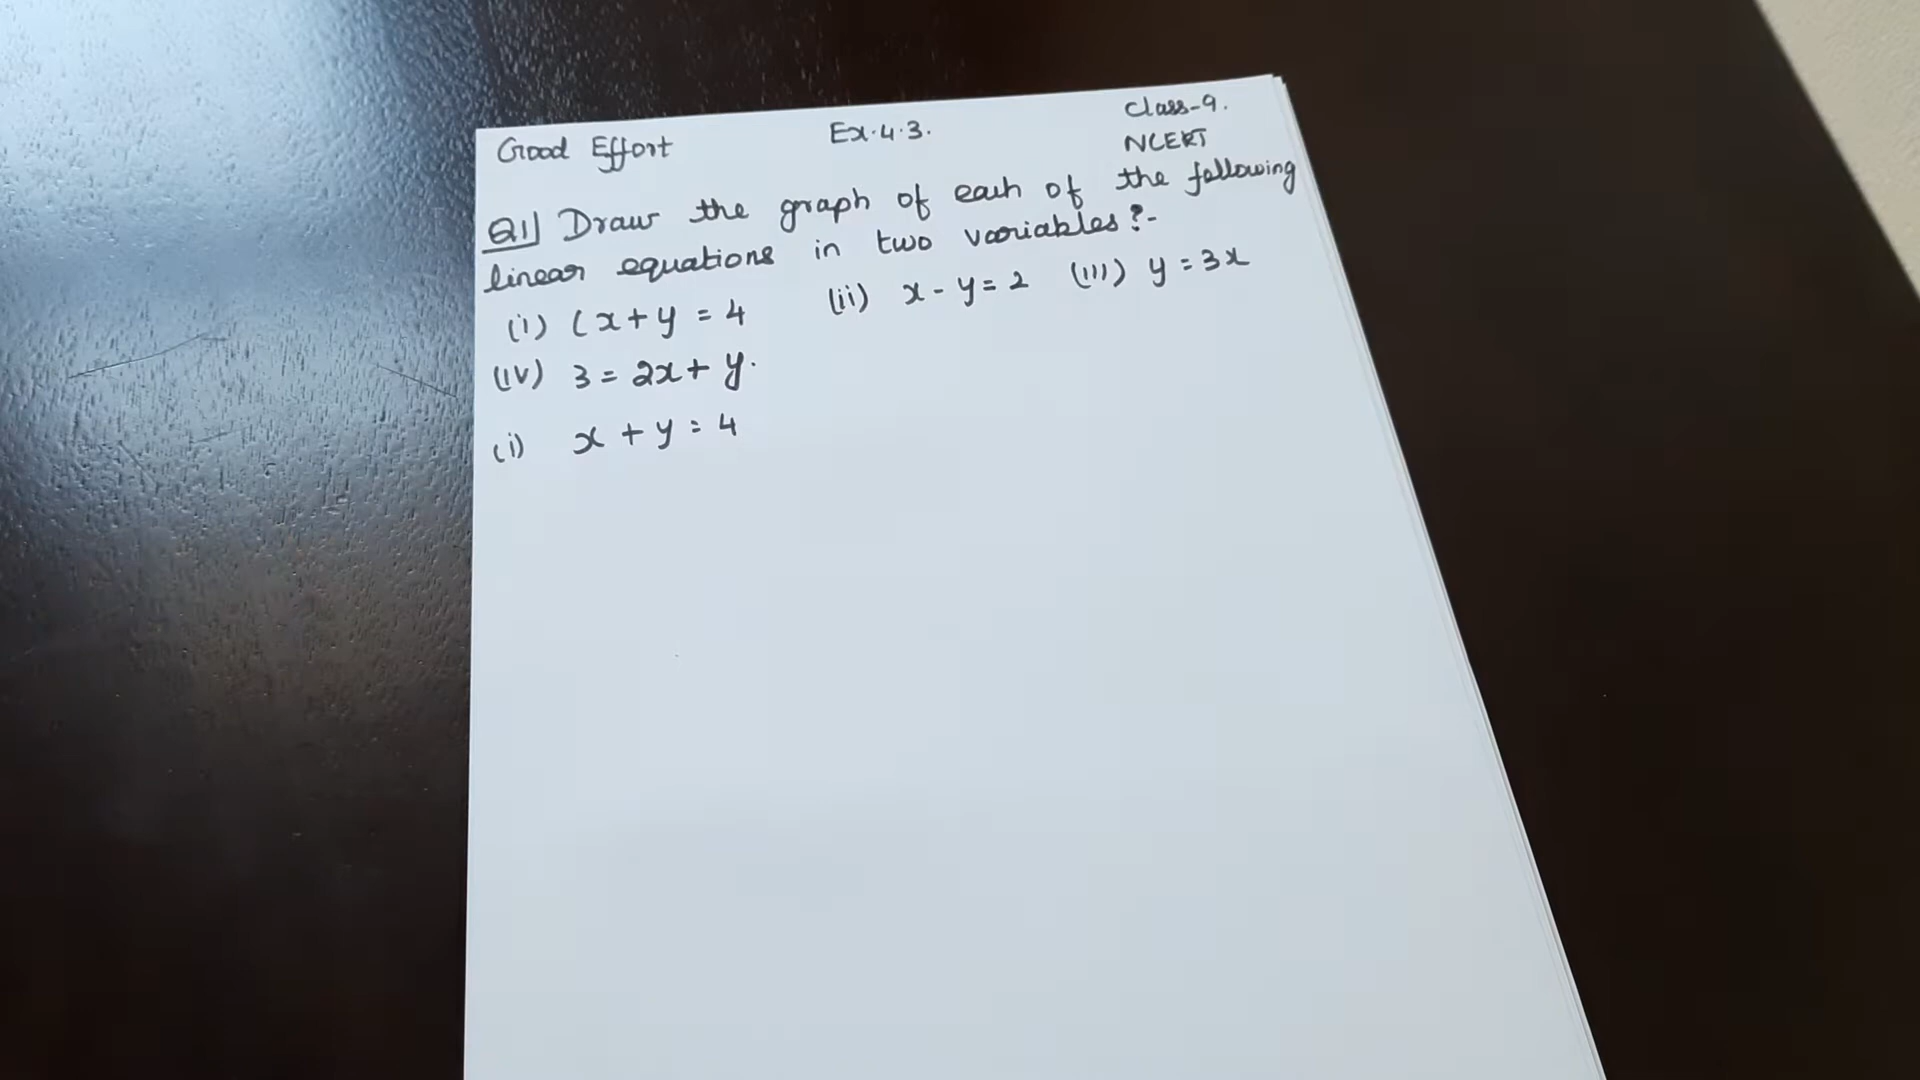 Good Effort Ex.4.3. Class-9.
NCERT
Q1) Draw the graph of each of the following
linear equations in two variables?-
(i) (x+y = 4 (ii) x - y = 2 (iii) y = 3x
(iv) 3 = 2x + y.
(i) x + y = 4